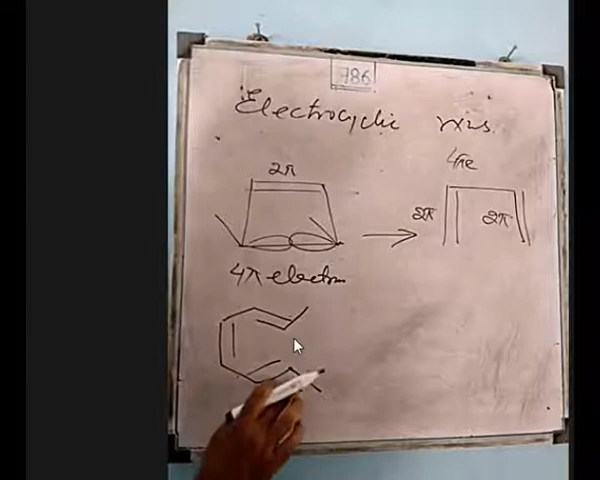 786
Electrocyclic rxns.
4πe
2π
2π 2π
4π electron